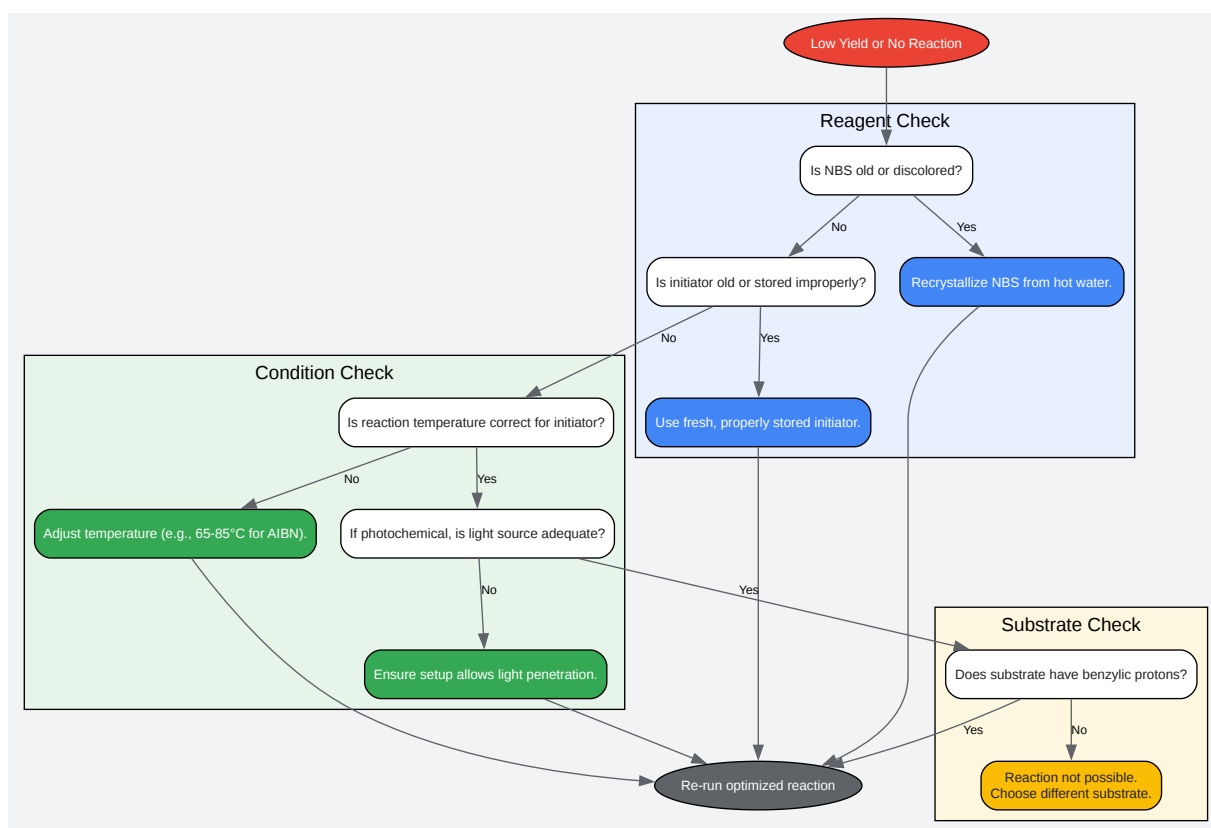 Low Yield or No Reaction
Reagent Check
Is NBS old or discolored?
No
Yes
Is initiator old or stored improperly?
Recrystallize NBS from hot water.
No
Yes
Condition Check
Is reaction temperature correct for initiator?
Use fresh, properly stored initiator.
No
Yes
Adjust temperature (e.g., 65-85°C for AIBN).
If photochemical, is light source adequate?
No
Yes
Substrate Check
Ensure setup allows light penetration.
Does substrate have benzylic protons?
Yes
No
Re-run optimized reaction
Reaction not possible.
Choose different substrate.